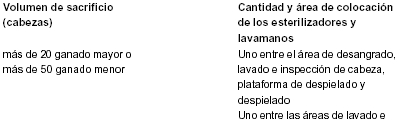 Volumen de sacrificio
(cabezas)
Cantidad y área de colocación
de los esterilizadores y
lavamanos
más de 20 ganado mayor o
más de 50 ganado menor
Uno entre el área de desangrado,
lavado e inspección de cabeza,
plataforma de despielado y
despielado
Uno entre las áreas de lavado e